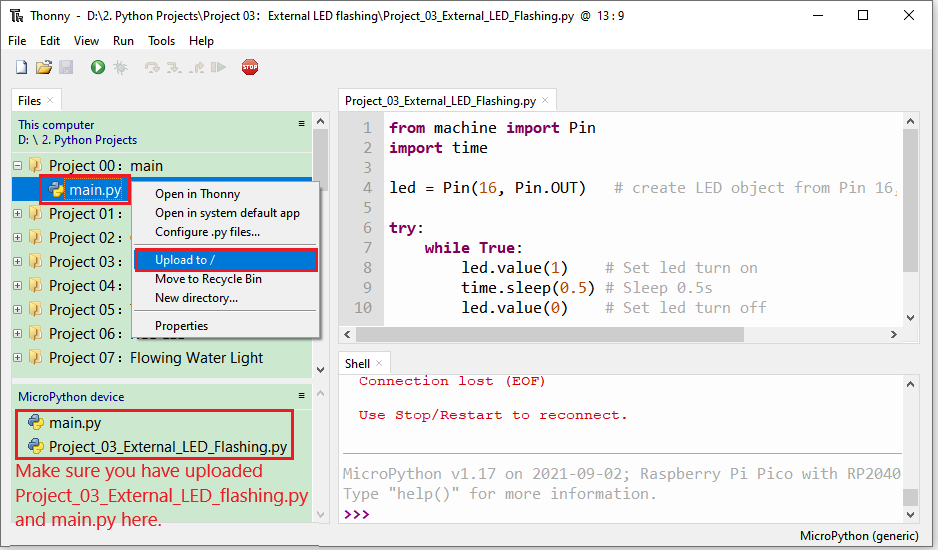 Thonny - D:\2. Python Projects\Project 03：External LED flashing\Project_03_External_LED_Flashing.py @ 13 : 9
File Edit View Run Tools Help
STOP
Files
This computer
D: \ 2. Python Projects
Project 00：main
main.py
Project 01：
Project 02：
Project 03：
Project 04：
Project 05：
Project 06：
Project 07：Flowing Water Light
Open in Thonny
Open in system default app
Configure .py files...
Upload to /
Move to Recycle Bin
New directory...
Properties
MicroPython device
main.py
Project_03_External_LED_Flashing.py
Make sure you have uploaded
Project_03_External_LED_flashing.py
and main.py here.
Project_03_External_LED_Flashing.py
1 from machine import Pin
2 import time
3
4 led = Pin(16, Pin.OUT) # create LED object from Pin 16,
5
6 try:
7 while True:
8 led.value(1) # Set led turn on
9 time.sleep(0.5) # Sleep 0.5s
10 led.value(0) # Set led turn off
Shell
Connection lost (EOF)
Use Stop/Restart to reconnect.
MicroPython v1.17 on 2021-09-02; Raspberry Pi Pico with RP2040
Type "help()" for more information.
>>>
MicroPython (generic)